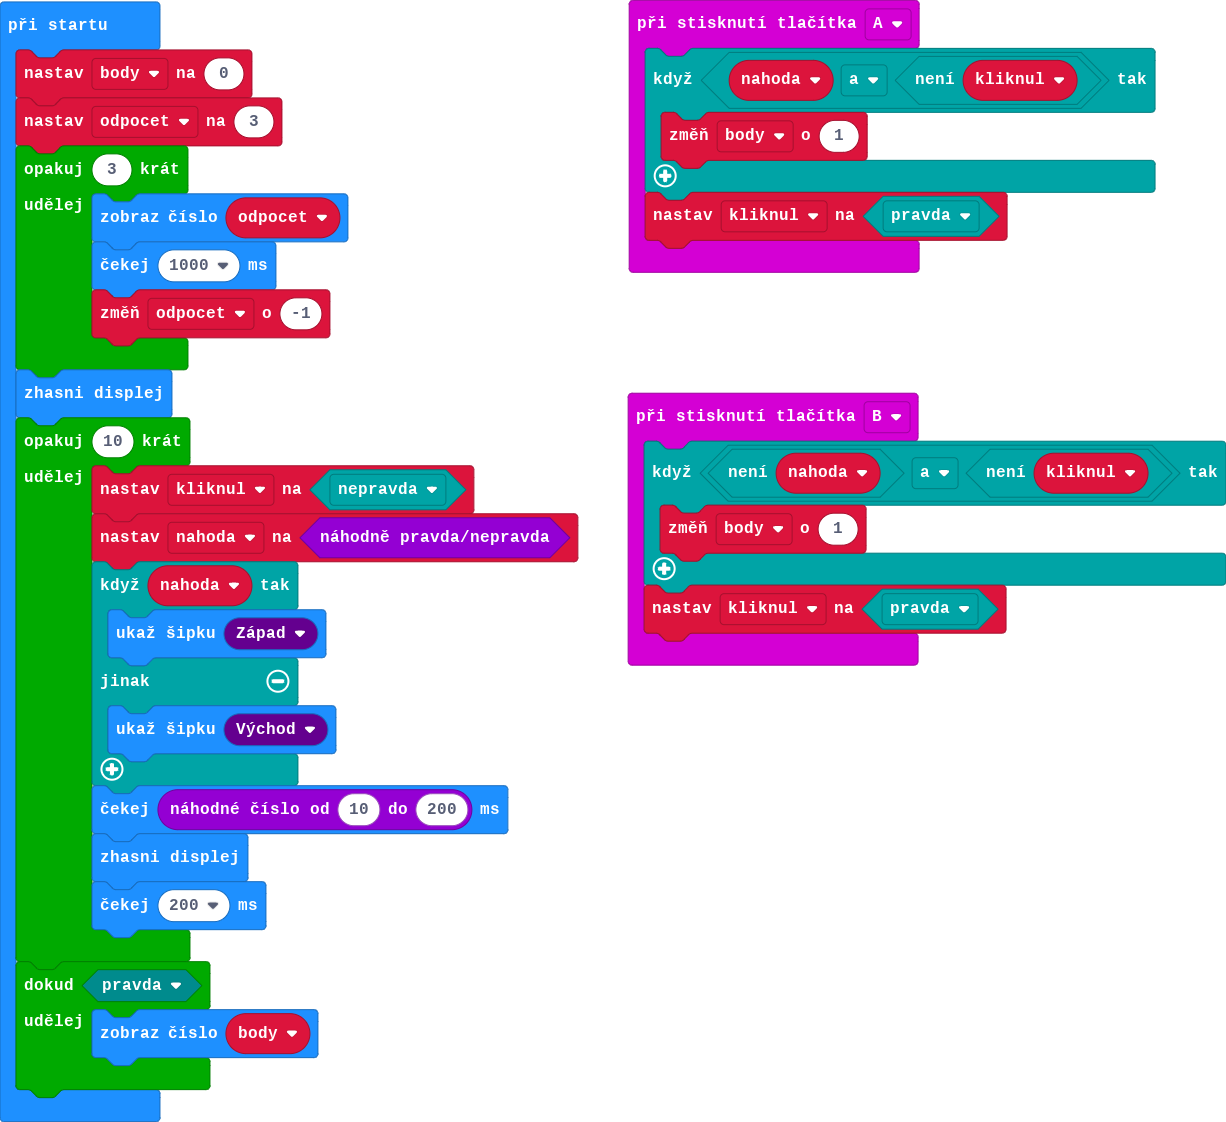 při startu
nastav body na 0
nastav odpocet na 3
opakuj 3 krát
udělej
zobraz číslo odpocet
čekej 1000 ms
změň odpocet o -1
zhasni displej
opakuj 10 krát
udělej
nastav kliknul na nepravda
nastav nahoda na náhodně pravda/nepravda
když nahoda tak
ukaž šipku Západ
jinak
ukaž šipku Východ
čekej náhodné číslo od 10 do 200 ms
zhasni displej
čekej 200 ms
dokud pravda
udělej
zobraz číslo body
při stisknutí tlačítka A
když nahoda a není kliknul tak
změň body o 1
nastav kliknul na pravda
při stisknutí tlačítka B
když není nahoda a není kliknul tak
změň body o 1
nastav kliknul na pravda